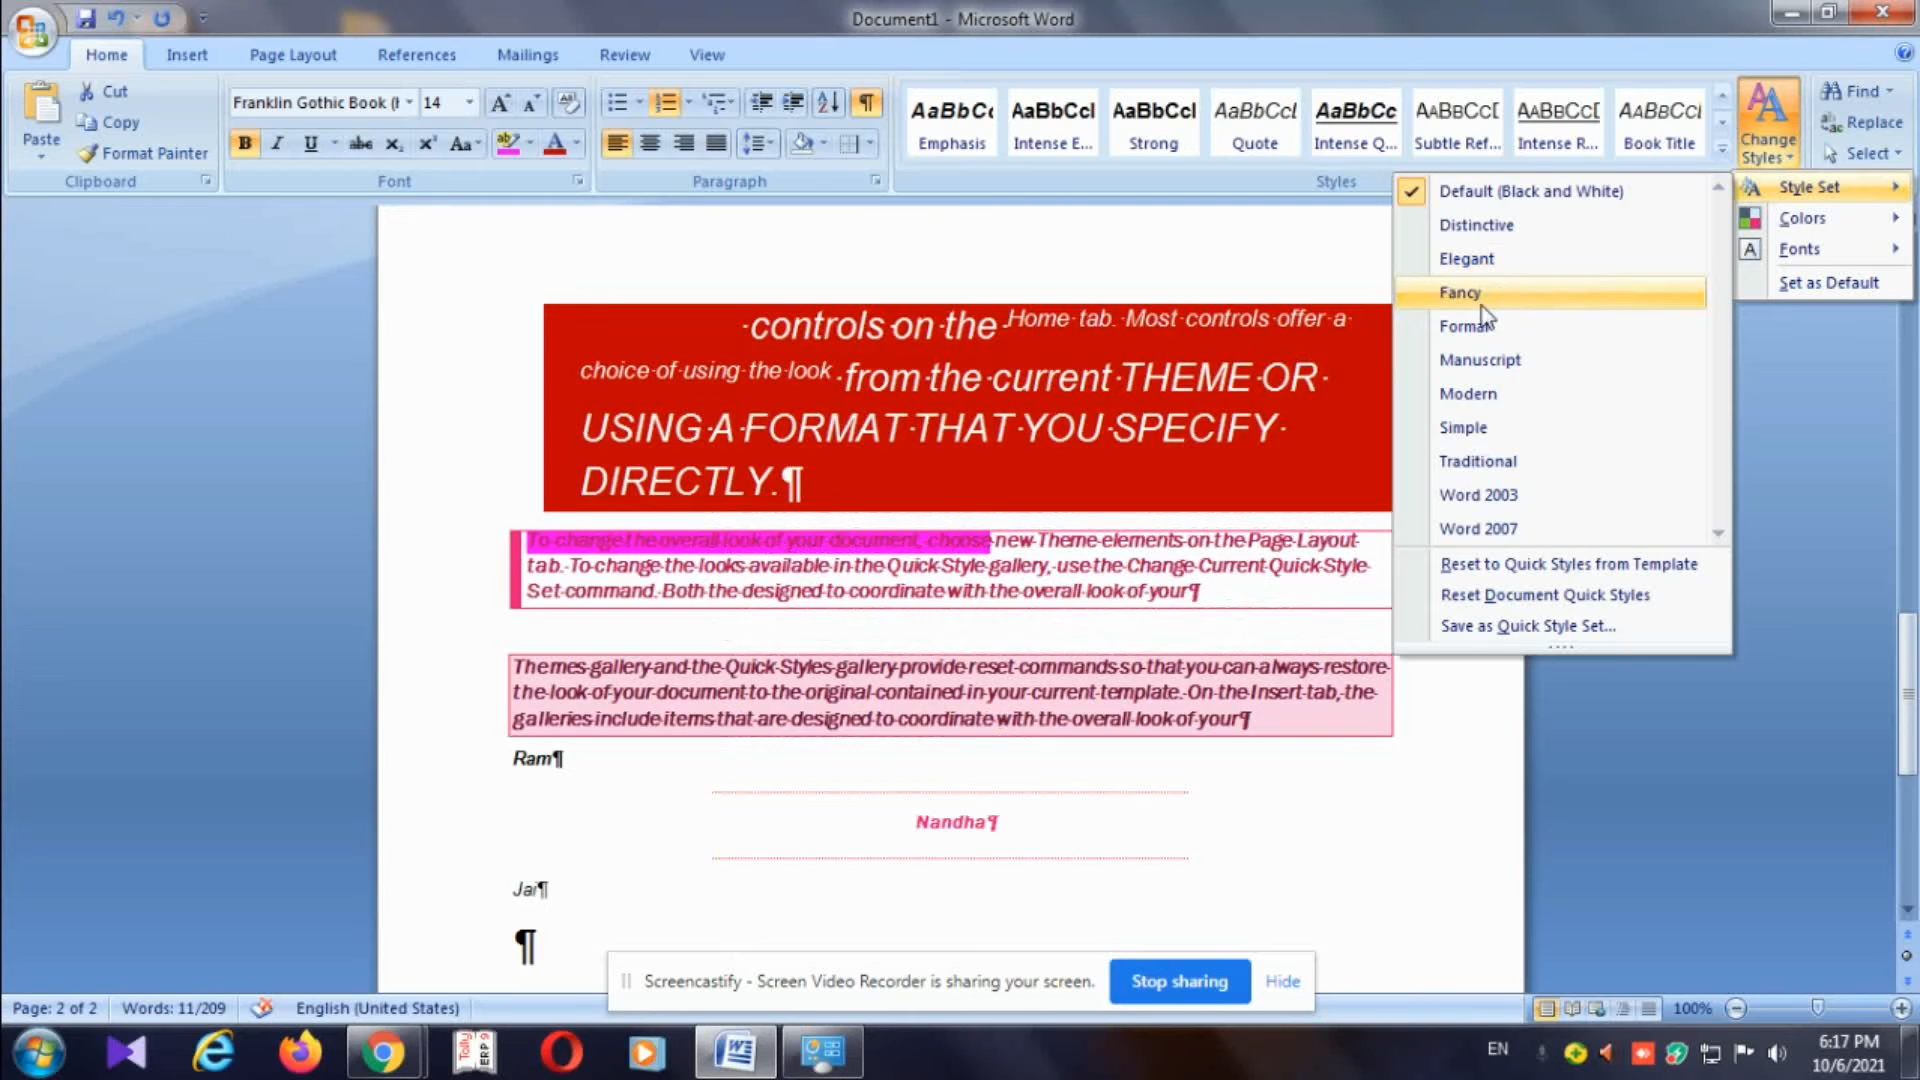 Document1 - Microsoft Word
Home
Insert
Page Layout
References
Mailings
Review
View
Paste
Cut
Copy
Format Painter
Clipboard
Franklin Gothic Book (H
14
Font
Paragraph
AaBbCc
Emphasis
AaBbCcI
Intense E...
AaBbCcI
Strong
AaBbCcI
Quote
AaBbCc
Intense Q...
AABBCCD
Subtle Ref...
AABBCCD
Intense R...
AABBCCI
Book Title
Styles
Change
Styles
Find
Replace
Select
Style Set
Colors
Fonts
Set as Default
Default (Black and White)
Distinctive
Elegant
Fancy
Formal
Manuscript
Modern
Simple
Traditional
Word 2003
Word 2007
Reset to Quick Styles from Template
Reset Document Quick Styles
Save as Quick Style Set...
·controls·on·the·Home·tab.·Most·controls·offer·a·
choice·of·using·the·look·from·the·current·THEME·OR·
USING·A·FORMAT·THAT·YOU·SPECIFY·
DIRECTLY.¶
To·change·the·overall·look·of·your·document,·choose·new·Theme·elements·on·the·Page·Layout·
tab.·To·change·the·looks·available·in·the·Quick·Style·gallery,·use·the·Change·Current·Quick·Style·
Set·command.·Both·the·designed·to·coordinate·with·the·overall·look·of·your¶
Themes·gallery·and·the·Quick·Styles·gallery·provide·reset·commands·so·that·you·can·always·restore·
the·look·of·your·document·to·the·original·contained·in·your·current·template.·On·the·Insert·tab,·the·
galleries·include·items·that·are·designed·to·coordinate·with·the·overall·look·of·your¶
Ram¶
Nandha¶
Jai¶
¶
Screencastify - Screen Video Recorder is sharing your screen.
Stop sharing
Hide
Page: 2 of 2
Words: 11/209
English (United States)
100%
Tally
ERP 9
EN
6:17 PM
10/6/2021